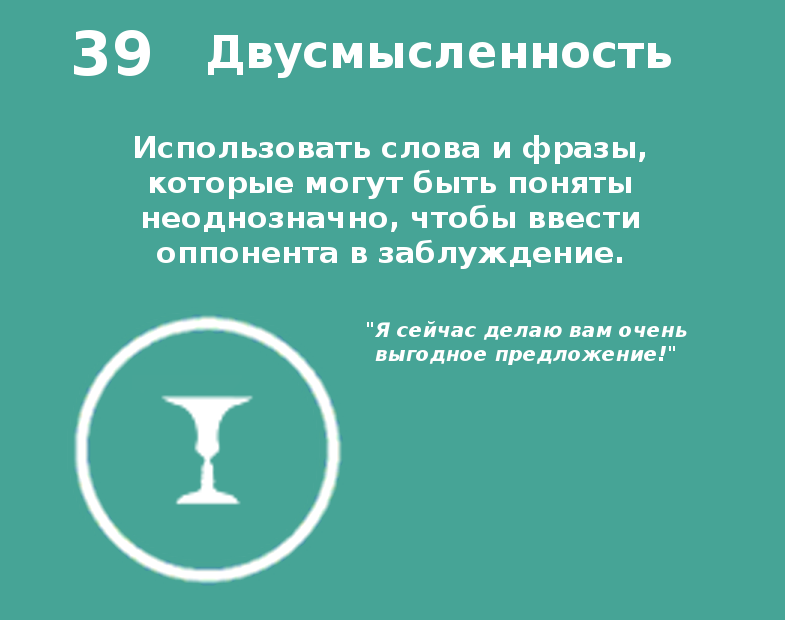 39 Двусмысленность
Использовать слова и фразы,
которые могут быть поняты
неоднозначно, чтобы ввести
оппонента в заблуждение.
"Я сейчас делаю вам очень
выгодное предложение!"